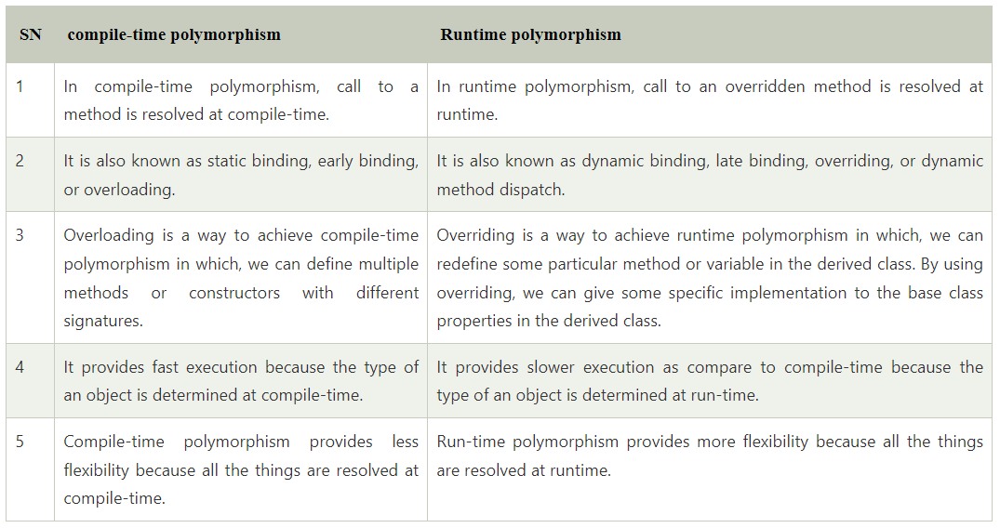 SN compile-time polymorphism Runtime polymorphism
1 In compile-time polymorphism, call to a
method is resolved at compile-time.
In runtime polymorphism, call to an overridden method is resolved at
runtime.
2 It is also known as static binding, early binding,
or overloading.
It is also known as dynamic binding, late binding, overriding, or dynamic
method dispatch.
3 Overloading is a way to achieve compile-time
polymorphism in which, we can define multiple
methods or constructors with different
signatures.
Overriding is a way to achieve runtime polymorphism in which, we can
redefine some particular method or variable in the derived class. By using
overriding, we can give some specific implementation to the base class
properties in the derived class.
4 It provides fast execution because the type of
an object is determined at compile-time.
It provides slower execution as compare to compile-time because the
type of an object is determined at run-time.
5 Compile-time polymorphism provides less
flexibility because all the things are resolved at
compile-time.
Run-time polymorphism provides more flexibility because all the things
are resolved at runtime.